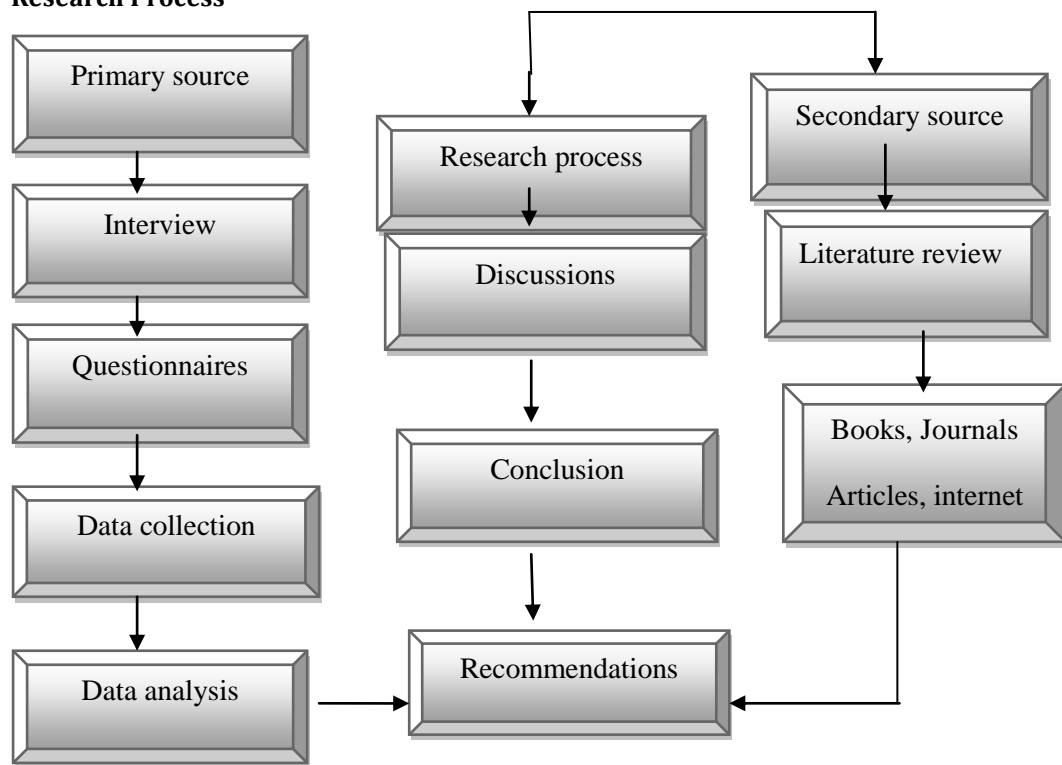 Research Process
Primary source
Interview
Questionnaires
Data collection
Data analysis
Research process
Discussions
Conclusion
Recommendations
Secondary source
Literature review
Books, Journals
Articles, internet